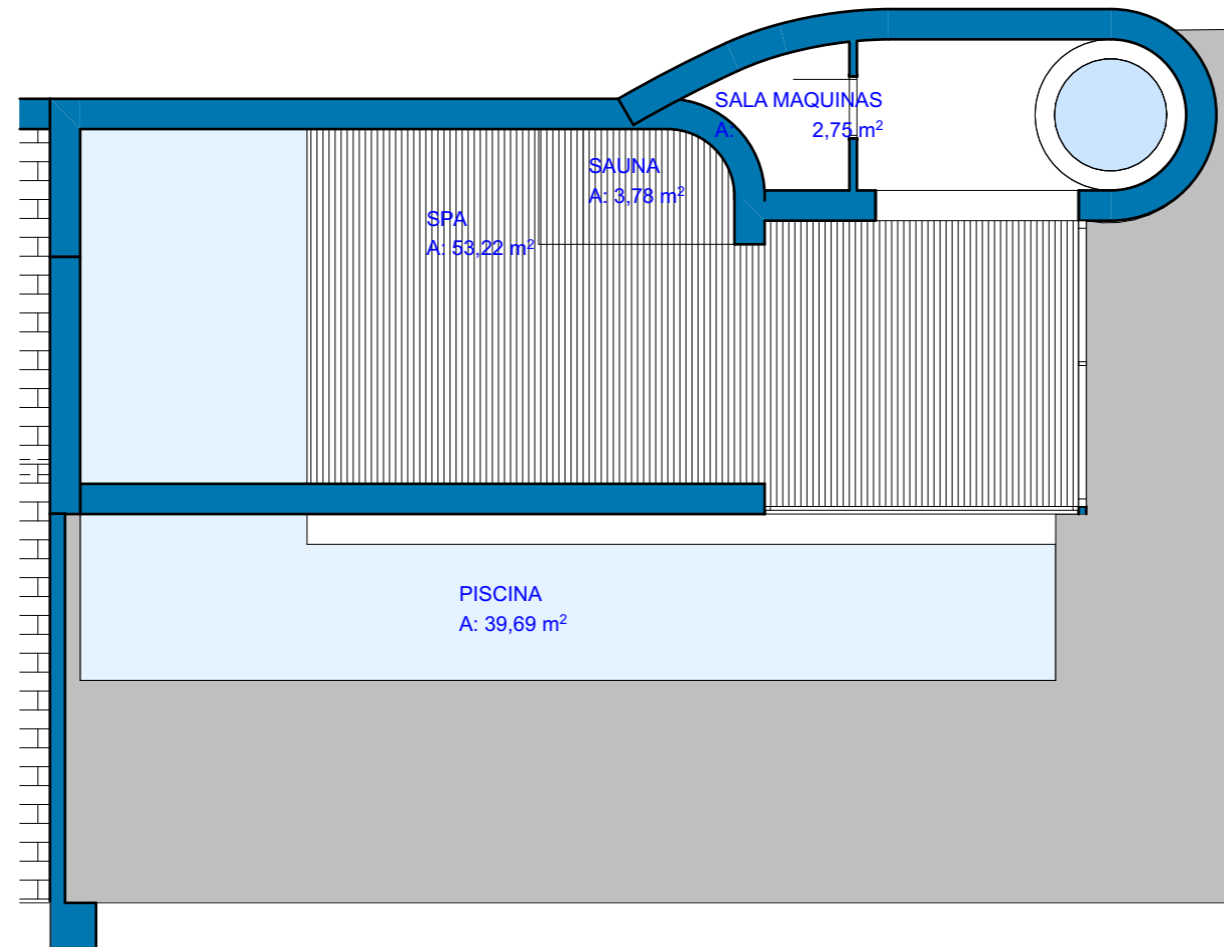 SALA MAQUINAS
A: 2,75 m²
SAUNA
A: 3,78 m²
SPA
A: 53,22 m²
PISCINA
A: 39,69 m²